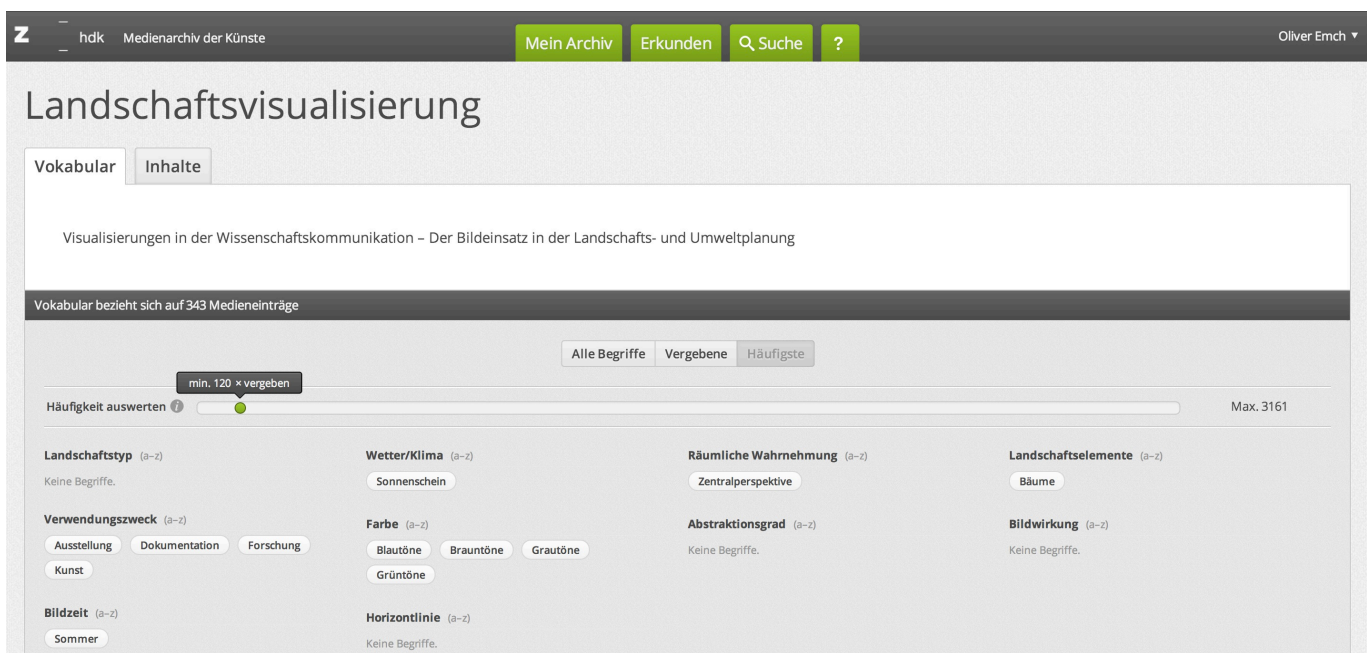 Z hdk Medienarchiv der Künste Mein Archiv Erkunden Suche ? Oliver Emch ▼
Landschaftsvisualisierung
Vokabular Inhalte
Visualisierungen in der Wissenschaftskommunikation – Der Bildeinsatz in der Landschafts- und Umweltplanung
Vokabular bezieht sich auf 343 Medieneinträge
Alle Begriffe Vergebene Häufigste
min. 120 × vergeben
Häufigkeit auswerten i Max. 3161
Landschaftstyp (a–z)
Keine Begriffe.
Wetter/Klima (a–z)
Sonnenschein
Räumliche Wahrnehmung (a–z)
Zentralperspektive
Landschaftselemente (a–z)
Bäume
Verwendungszweck (a–z)
Ausstellung Dokumentation Forschung
Kunst
Farbe (a–z)
Blautöne Brauntöne Grautöne
Grüntöne
Abstraktionsgrad (a–z)
Keine Begriffe.
Bildwirkung (a–z)
Keine Begriffe.
Bildzeit (a–z)
Sommer
Horizontlinie (a–z)
Keine Begriffe.